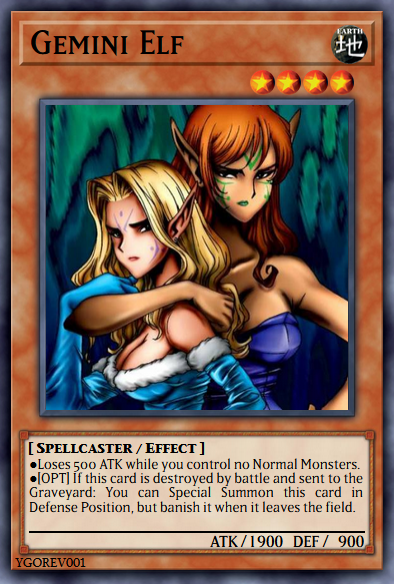 Gemini Elf
EARTH
地
[ Spellcaster / Effect ]
●Loses 500 ATK while you control no Normal Monsters.
●[OPT] If this card is destroyed by battle and sent to the
Graveyard: You can Special Summon this card in
Defense Position, but banish it when it leaves the field.
ATK / 1900 DEF / 900
YGOREV001